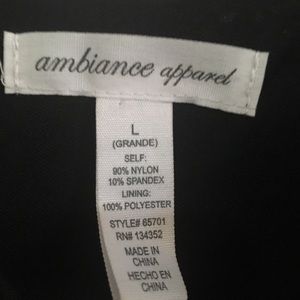 ambiance apparel
L
(GRANDE)
SELF:
90% NYLON
10% SPANDEX
LINING:
100% POLYESTER
STYLE# 65701
RN# 134352
MADE IN
CHINA
HECHO EN
CHINA